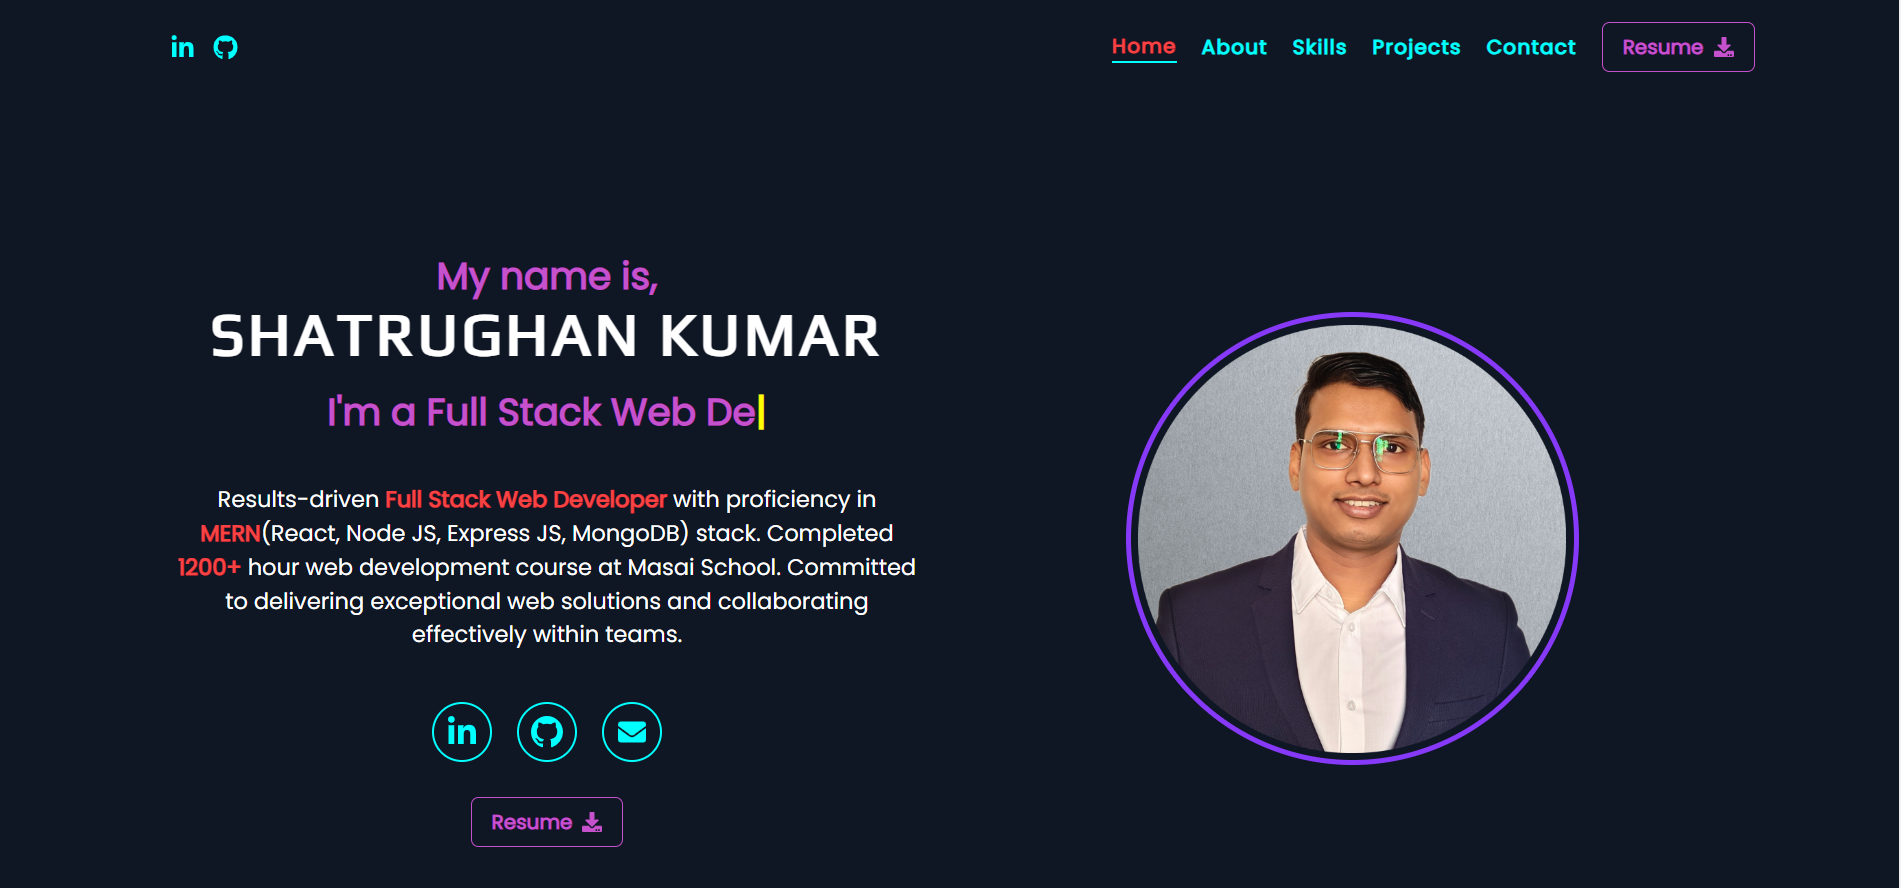 Home About Skills Projects Contact Resume
My name is,
SHATRUGHAN KUMAR
I'm a Full Stack Web De|
Results-driven Full Stack Web Developer with proficiency in
MERN(React, Node JS, Express JS, MongoDB) stack. Completed
1200+ hour web development course at Masai School. Committed
to delivering exceptional web solutions and collaborating
effectively within teams.
Resume